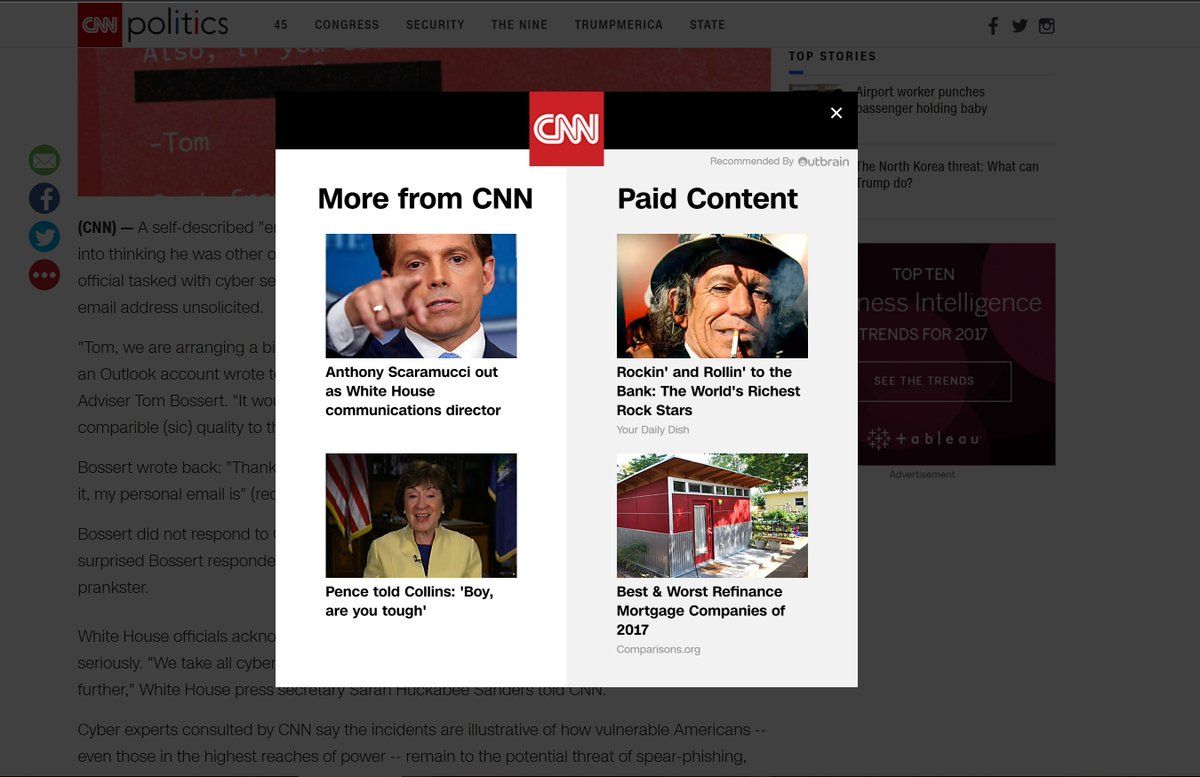 CNN politics 45 CONGRESS SECURITY THE NINE TRUMPMERICA STATE
Also, if you
-Tom
TOP STORIES
Airport worker punches
passenger holding baby
The North Korea threat: What can
Trump do?
CNN
Recommended By Outbrain
More from CNN
Anthony Scaramucci out
as White House
communications director
Pence told Collins: 'Boy,
are you tough'
Paid Content
Rockin' and Rollin' to the
Bank: The World's Richest
Rock Stars
Your Daily Dish
Best & Worst Refinance
Mortgage Companies of
2017
Comparisons.org
(CNN) — A self-described
into thinking he was other
official tasked with cyber
email address unsolicited.
"Tom, we are arranging a
an Outlook account wrote
Adviser Tom Bossert. "It
comparible (sic) quality to
Bossert wrote back:
it, my personal email is"
Bossert did not respond to
surprised Bossert
prankster.
White House officials
seriously. "We take all cyber
further," White House press secretary Sarah Huckabee Sanders told CNN.
Cyber experts consulted by CNN say the incidents are illustrative of how vulnerable Americans --
even those in the highest reaches of power -- remain to the potential threat of spear-phishing,
TOP TEN
Intelligence
TRENDS FOR 2017
SEE THE TRENDS
+ableau
Advertisement